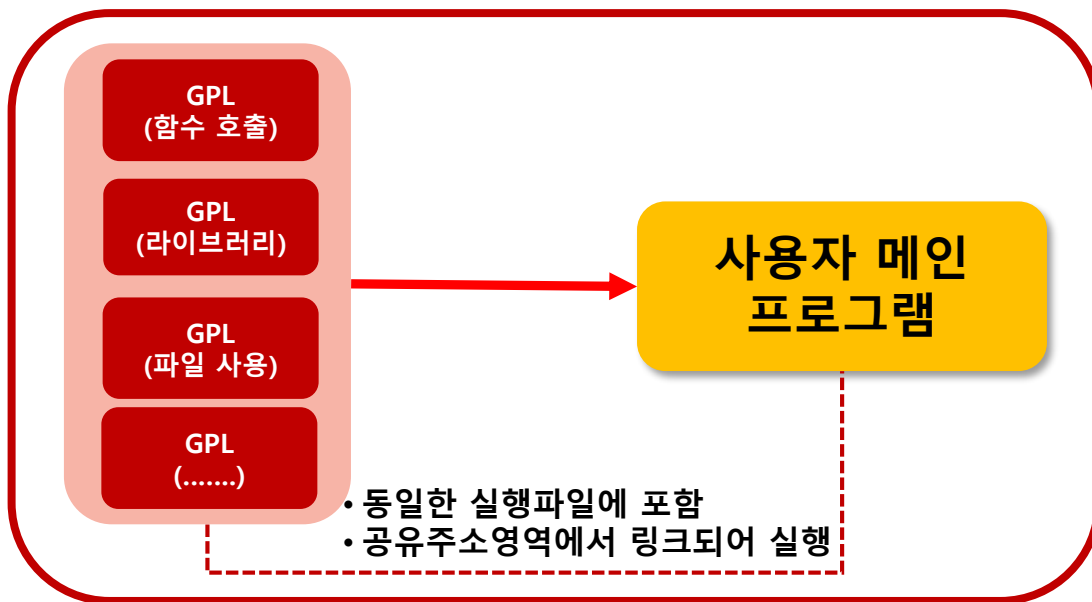 GPL
(함수 호출)
GPL
(라이브러리)
GPL
(파일 사용)
GPL
(.......)
사용자 메인
프로그램
• 동일한 실행파일에 포함
• 공유주소영역에서 링크되어 실행